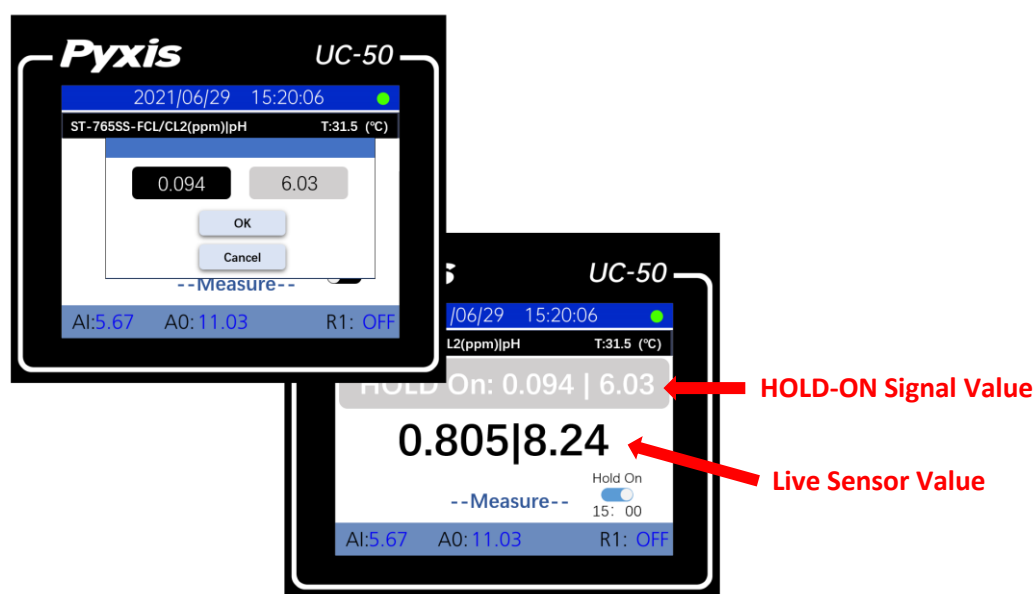 Pyxis UC-50
2021/06/29 15:20:06
ST-765SS-FCL/CL2(ppm)|pH T:31.5 (℃)
0.094 6.03
OK
Cancel
--Measure--
AI:5.67 A0: 11.03 R1: OFF
UC-50
/06/29 15:20:06
L2(ppm)|pH T:31.5 (℃)
HOLD On: 0.094 | 6.03
HOLD-ON Signal Value
0.805|8.24
Live Sensor Value
Hold On
--Measure--
15: 00
AI:5.67 A0: 11.03 R1: OFF